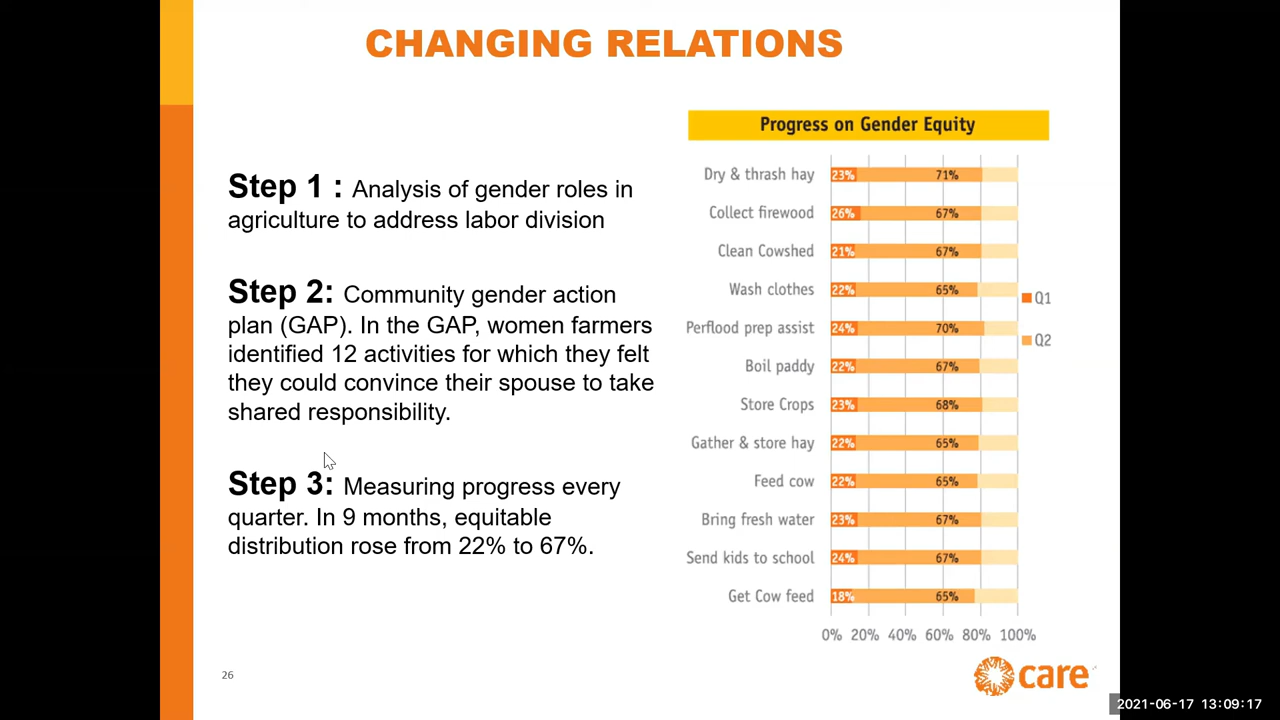 CHANGING RELATIONS
Step 1 : Analysis of gender roles in
agriculture to address labor division
Step 2: Community gender action
plan (GAP). In the GAP, women farmers
identified 12 activities for which they felt
they could convince their spouse to take
shared responsibility.
Step 3: Measuring progress every
quarter. In 9 months, equitable
distribution rose from 22% to 67%.
Progress on Gender Equity
Dry & thrash hay 23% 71%
Collect firewood 26% 67%
Clean Cowshed 21% 67%
Wash clothes 22% 65%
Perflood prep assist 24% 70%
Boil paddy 22% 67%
Store Crops 23% 68%
Gather & store hay 22% 65%
Feed cow 22% 65%
Bring fresh water 23% 67%
Send kids to school 24% 67%
Get Cow feed 18% 65%
0% 20% 40% 60% 80% 100%
Q1
Q2
26
care
2021-06-17 13:09:17